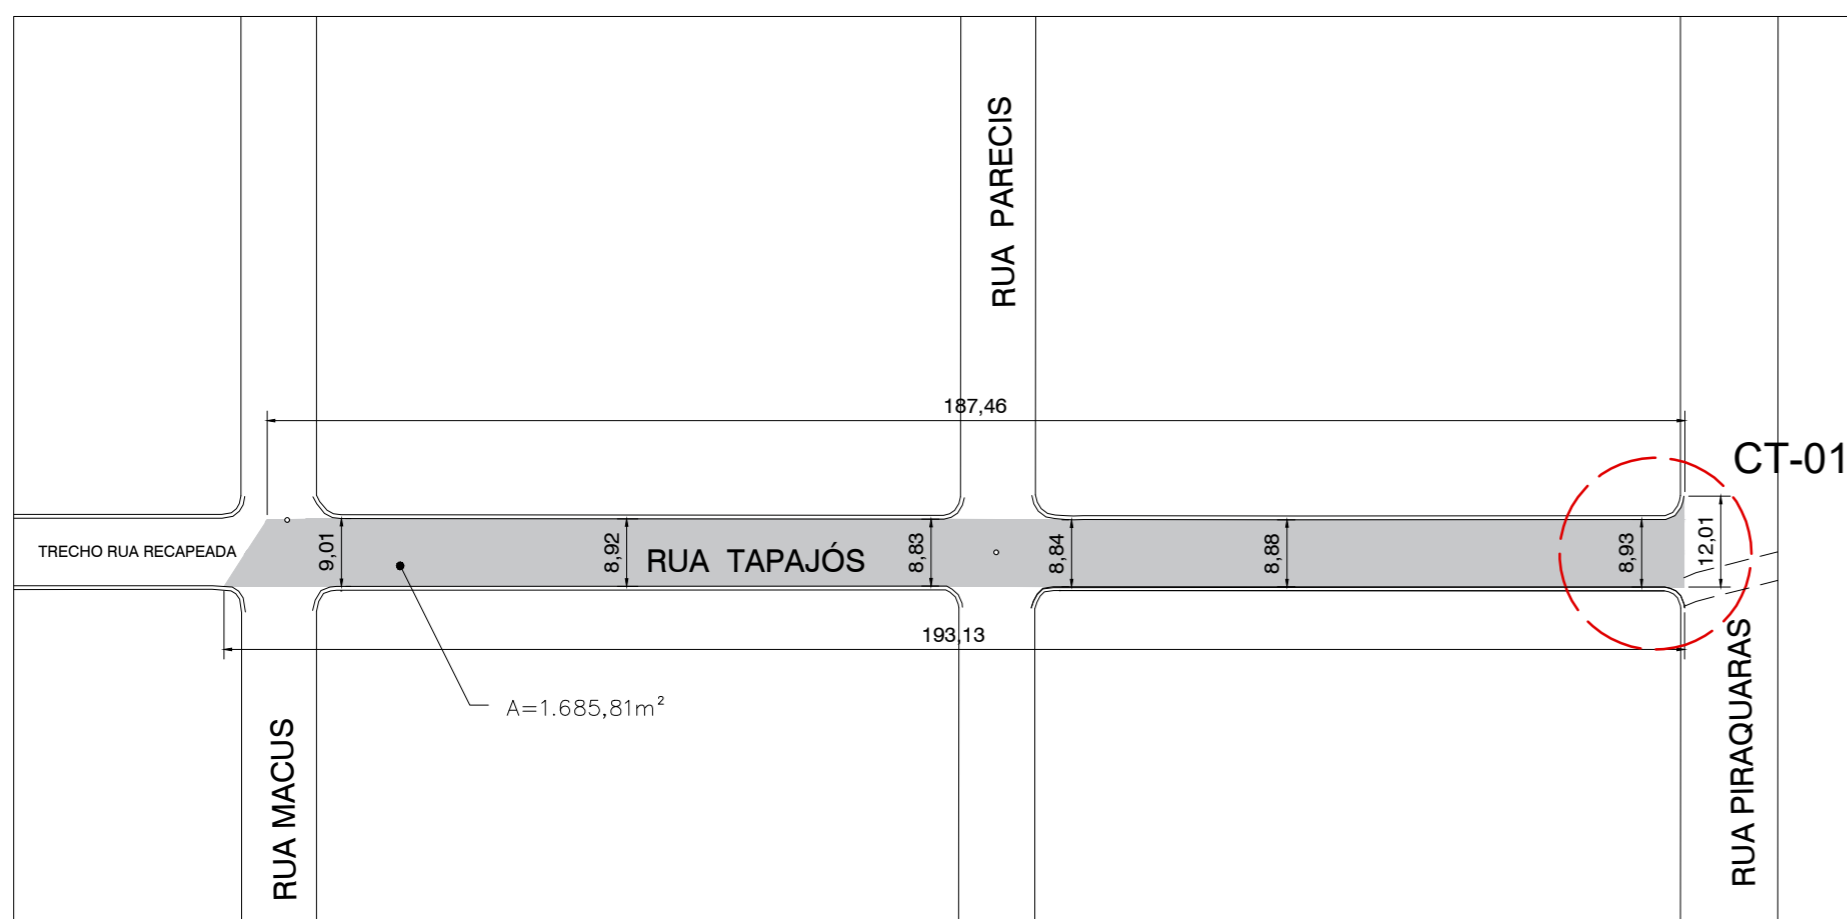 RUA PARECIS
187,46
CT-01
TRECHO RUA RECAPEADA
9,01
8,92
RUA TAPAJÓS
8,83
8,84
8,88
8,93
12,01
193,13
A=1.685,81m²
RUA MACUS
RUA PIRAQUARAS